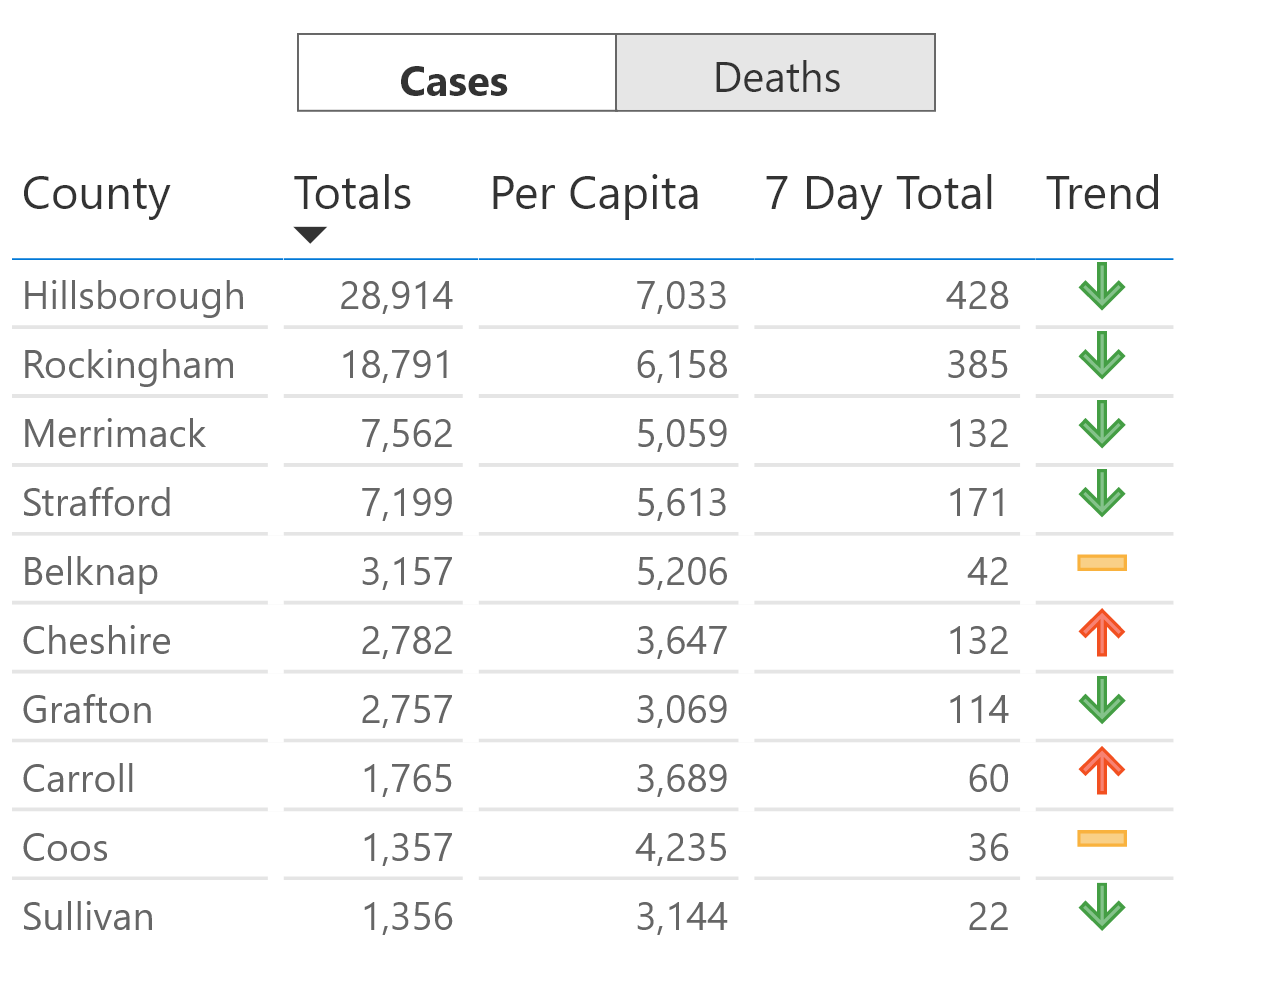 Cases Deaths
County Totals Per Capita 7 Day Total Trend
Hillsborough 28,914 7,033 428
Rockingham 18,791 6,158 385
Merrimack 7,562 5,059 132
Strafford 7,199 5,613 171
Belknap 3,157 5,206 42
Cheshire 2,782 3,647 132
Grafton 2,757 3,069 114
Carroll 1,765 3,689 60
Coos 1,357 4,235 36
Sullivan 1,356 3,144 22